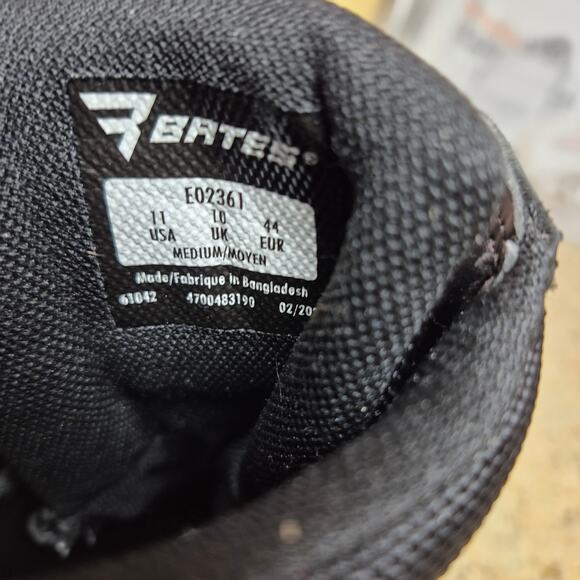 BATES®
E02361
11 10 44
USA UK EUR
MEDIUM/MOYEN
Made/Fabrique in Bangladesh
61042 4700483190